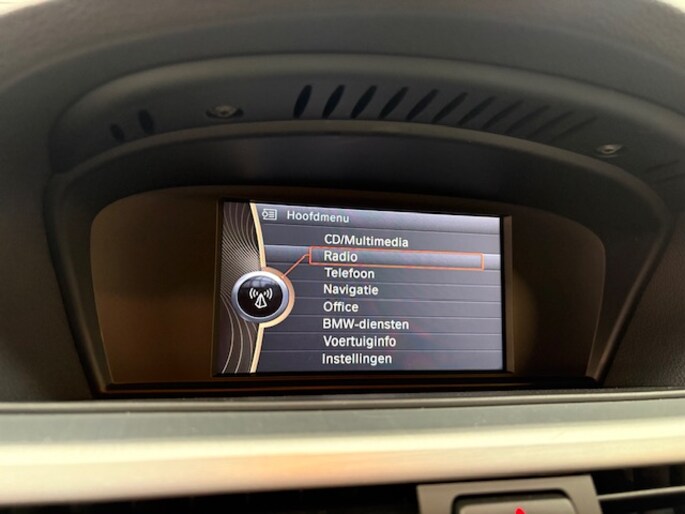 Hoofdmenu
CD/Multimedia
Radio
Telefoon
Navigatie
Office
BMW-diensten
Voertuiginfo
Instellingen